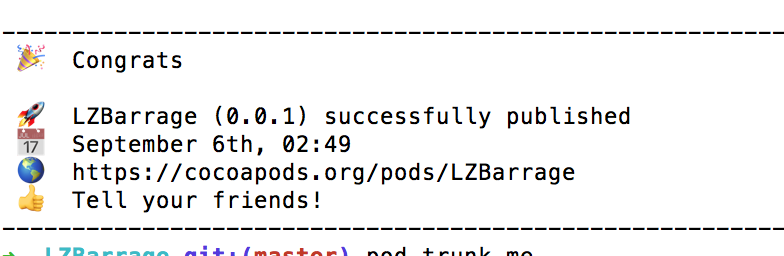 Congrats
LZBarrage (0.0.1) successfully published
17 September 6th, 02:49
https://cocoapods.org/pods/LZBarrage
Tell your friends!
➜ LZBarrage git:(master) pod trunk me